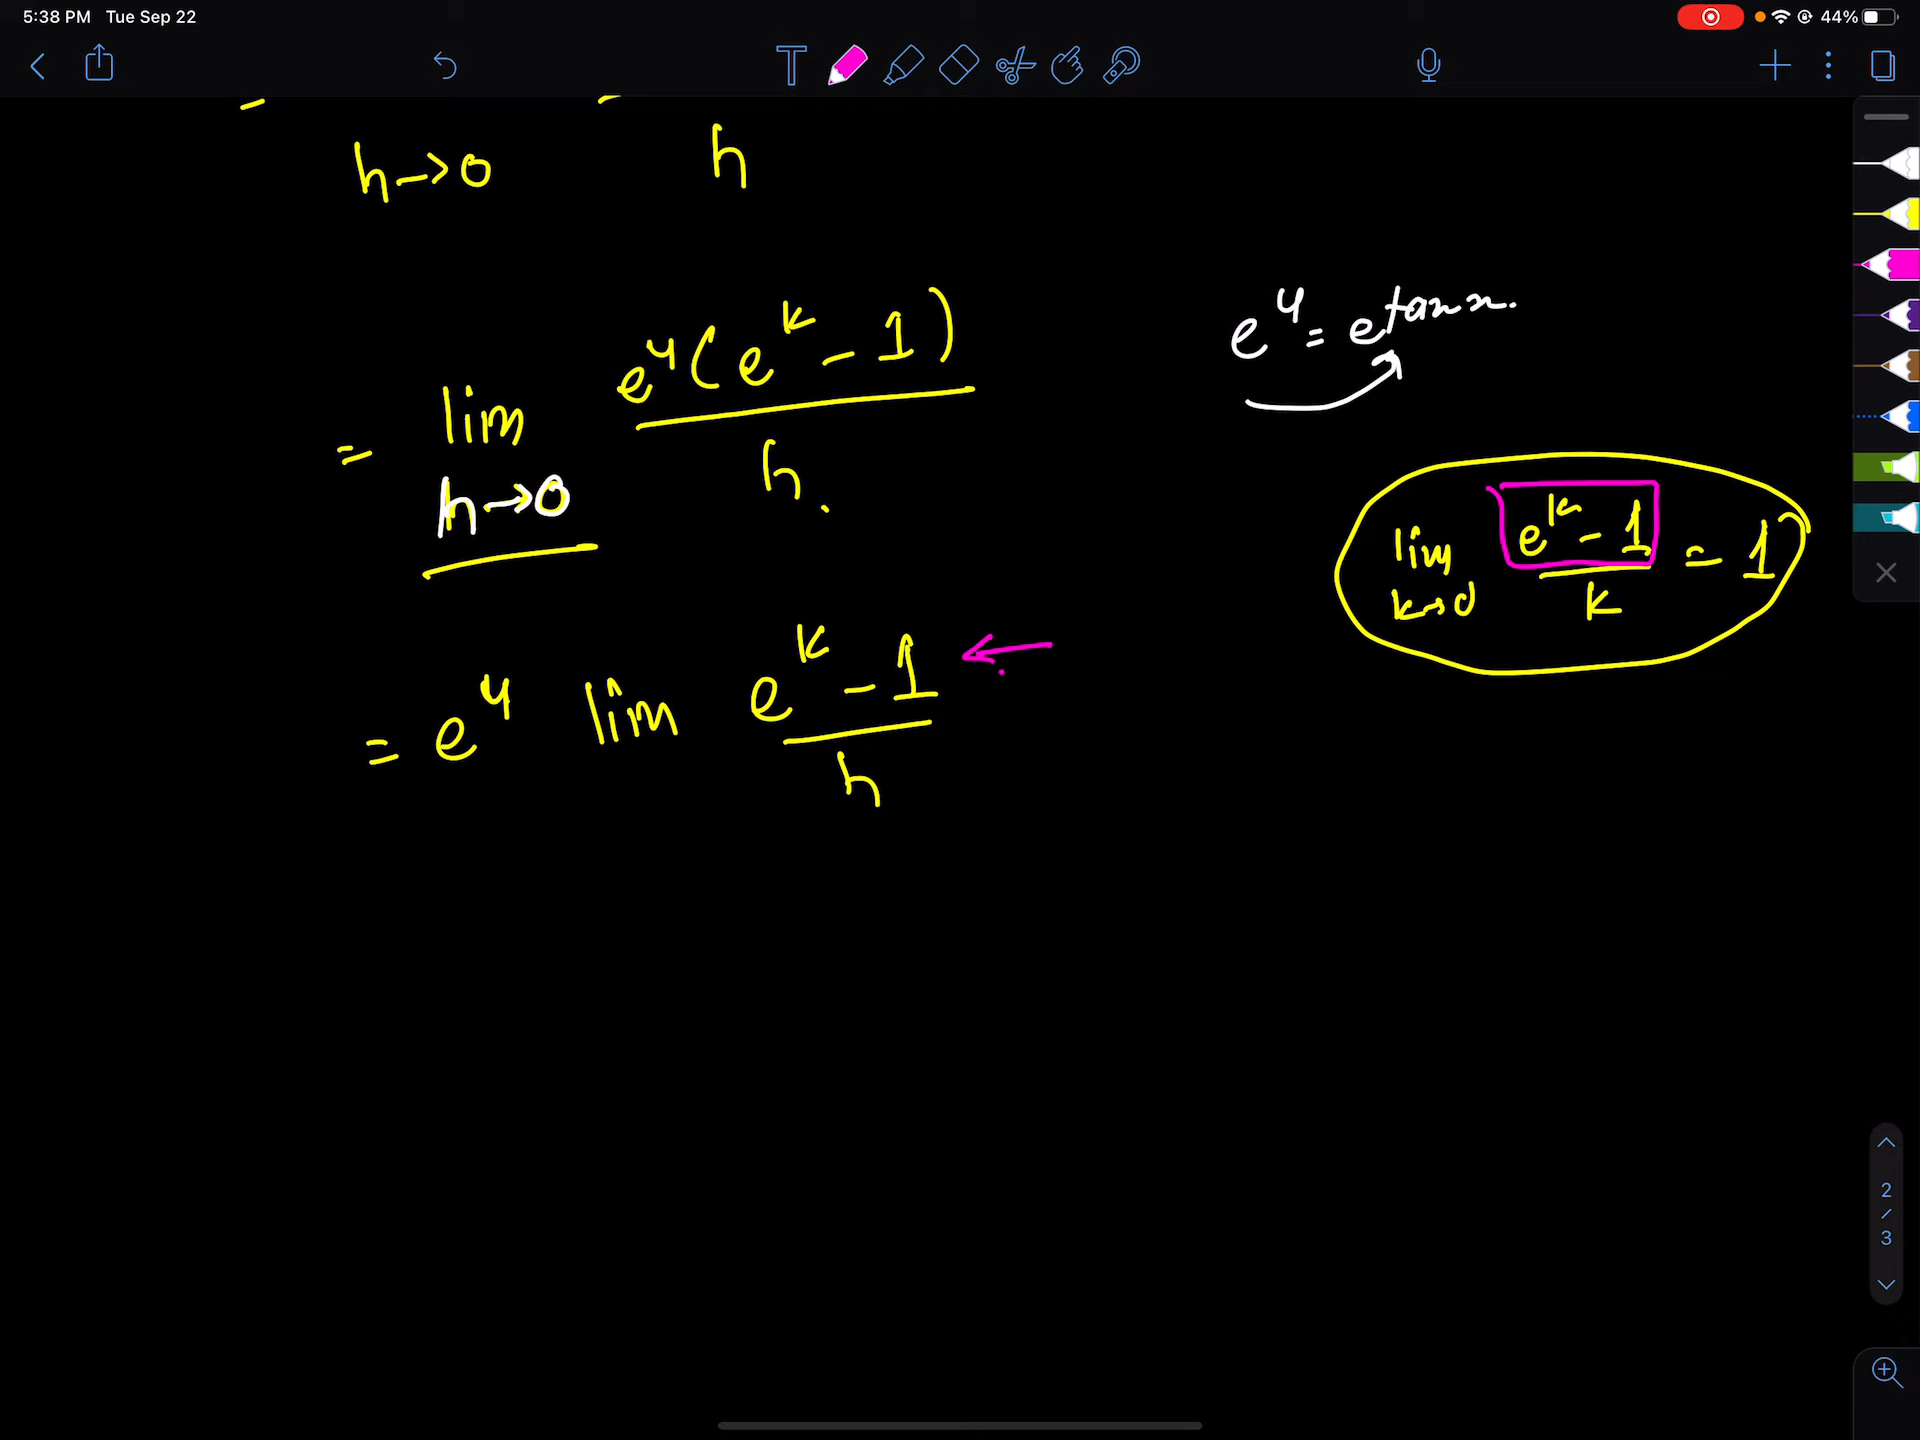 5:38 PM Tue Sep 22 44%
h→0 h
= lim h→0 e^y(e^k - 1) / h.
e^y = e^tan x.
lim k→0 (e^k - 1) / k = 1
= e^y lim (e^k - 1) / h
2
/
3